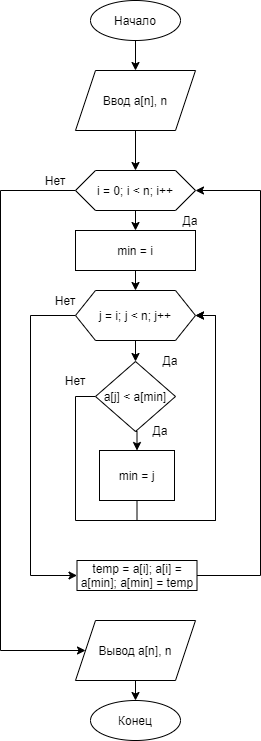 Начало
Ввод a[n], n
Нет
i = 0; i < n; i++
Да
min = i
Нет
j = i; j < n; j++
Да
Нет
a[j] < a[min]
Да
min = j
temp = a[i]; a[i] =
a[min]; a[min] = temp
Вывод a[n], n
Конец